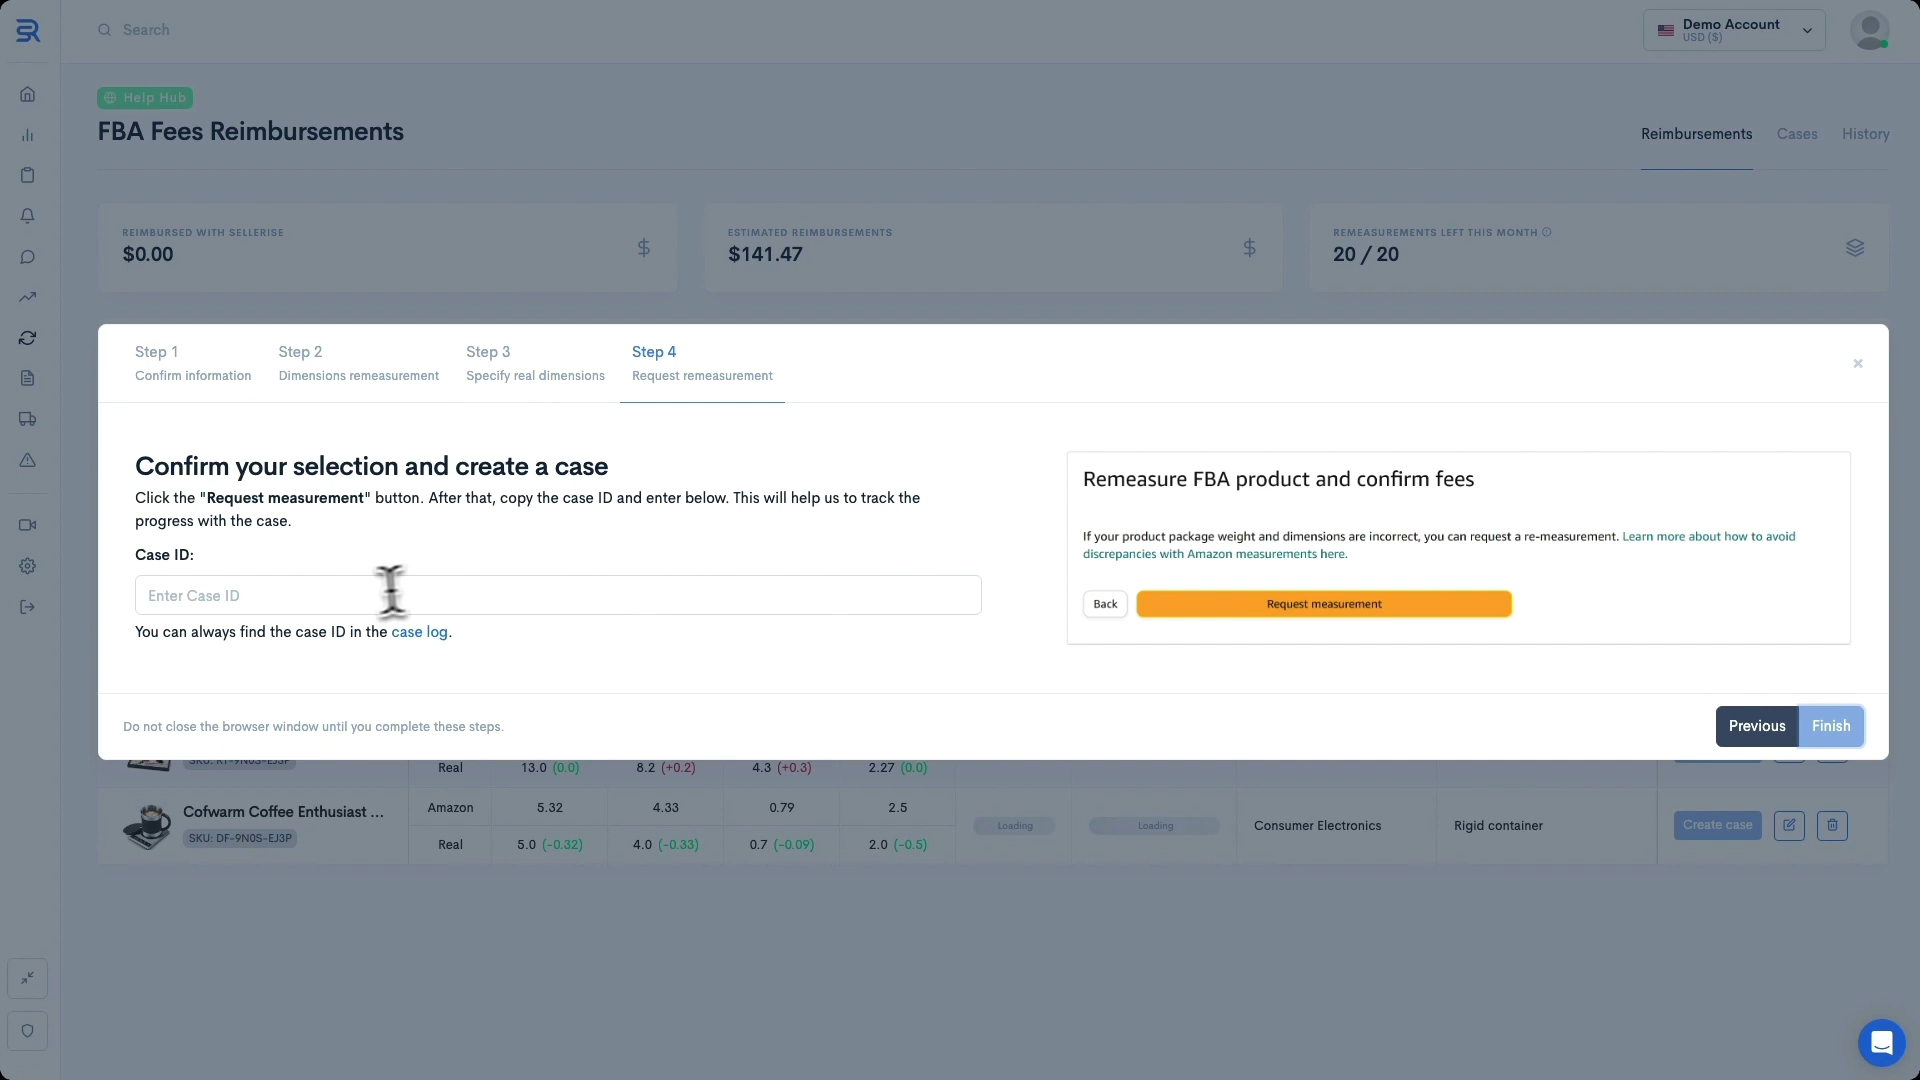 SR
Search
Demo Account
USD ($)
Help Hub
FBA Fees Reimbursements
Reimbursements
Cases
History
REIMBURSED WITH SELLERISE
$0.00
ESTIMATED REIMBURSEMENTS
$141.47
REMEASUREMENTS LEFT THIS MONTH
20 / 20
Step 1
Confirm information
Step 2
Dimensions remeasurement
Step 3
Specify real dimensions
Step 4
Request remeasurement
Confirm your selection and create a case
Click the "Request measurement" button. After that, copy the case ID and enter below. This will help us to track the
progress with the case.
Case ID:
Enter Case ID
You can always find the case ID in the case log.
Remeasure FBA product and confirm fees
If your product package weight and dimensions are incorrect, you can request a re-measurement. Learn more about how to avoid
discrepancies with Amazon measurements here.
Back
Request measurement
Do not close the browser window until you complete these steps.
Previous
Finish
Real 13.0 (0.0) 8.2 (+0.2) 4.3 (+0.3) 2.27 (0.0)
Cofwarm Coffee Enthusiast ...
SKU: DF-9N0S-EJ3P
Amazon 5.32 4.33 0.79 2.5
Real 5.0 (-0.32) 4.0 (-0.33) 0.7 (-0.09) 2.0 (-0.5)
Loading
Loading
Consumer Electronics
Rigid container
Create case